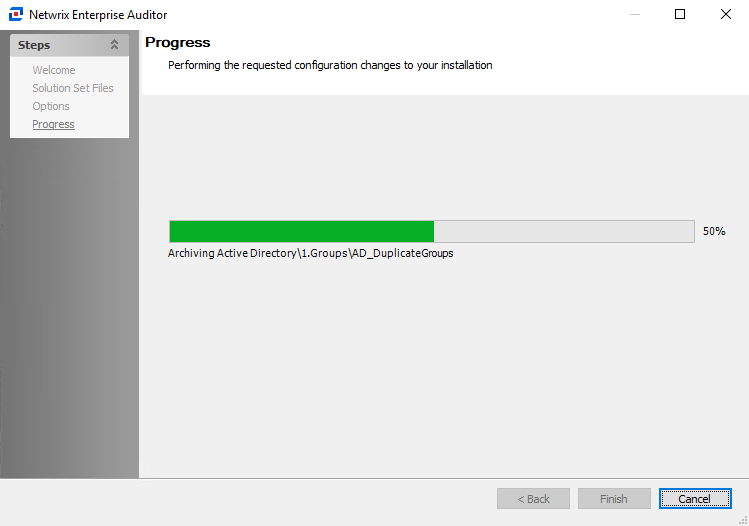 Netwrix Enterprise Auditor
Steps
Welcome
Solution Set Files
Options
Progress
Progress
Performing the requested configuration changes to your installation
50%
Archiving Active Directory\1.Groups\AD_DuplicateGroups
< Back
Finish
Cancel